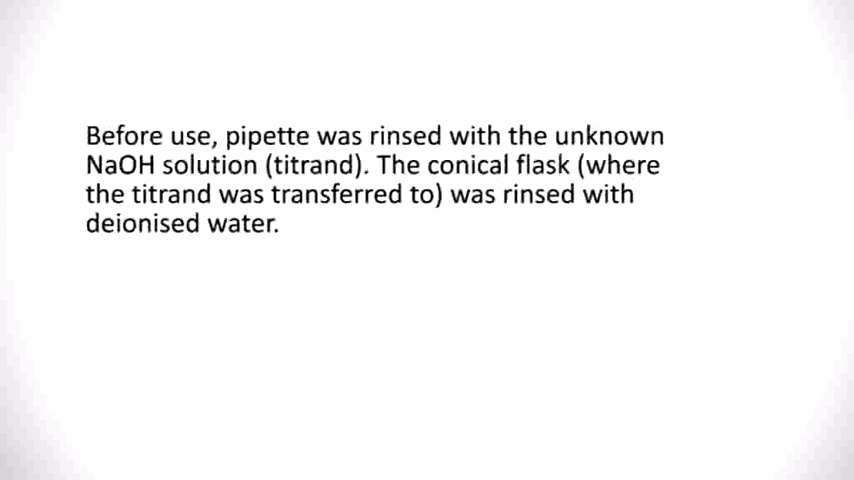 Before use, pipette was rinsed with the unknown
NaOH solution (titrand). The conical flask (where
the titrand was transferred to) was rinsed with
deionised water.